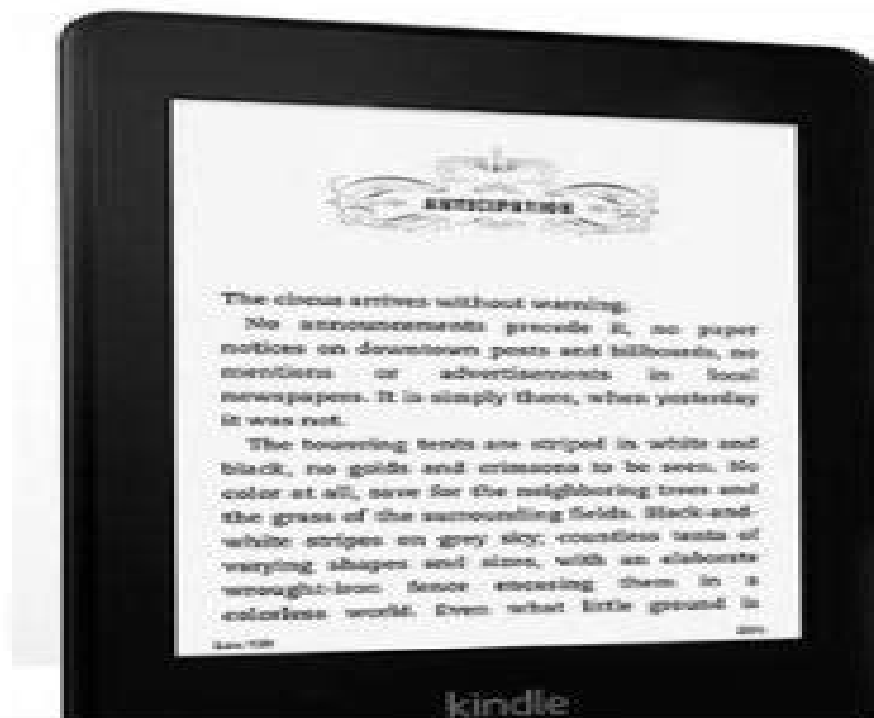 ANTICIPATION
The circus arrives without warning.
No announcements precede it, no paper
notices on downtown posts and billboards, no
mentions or advertisements in local
newspapers. It is simply there, when yesterday
it was not.
The towering tents are striped in white and
black, no golds and crimsons to be seen. No
color at all, save for the neighboring trees and
the grass of the surrounding fields. Black-and-
white stripes on grey sky; countless tents of
varying shapes and sizes, with an elaborate
wrought-iron fence encasing them in a
colorless world. Even what little ground is
kindle